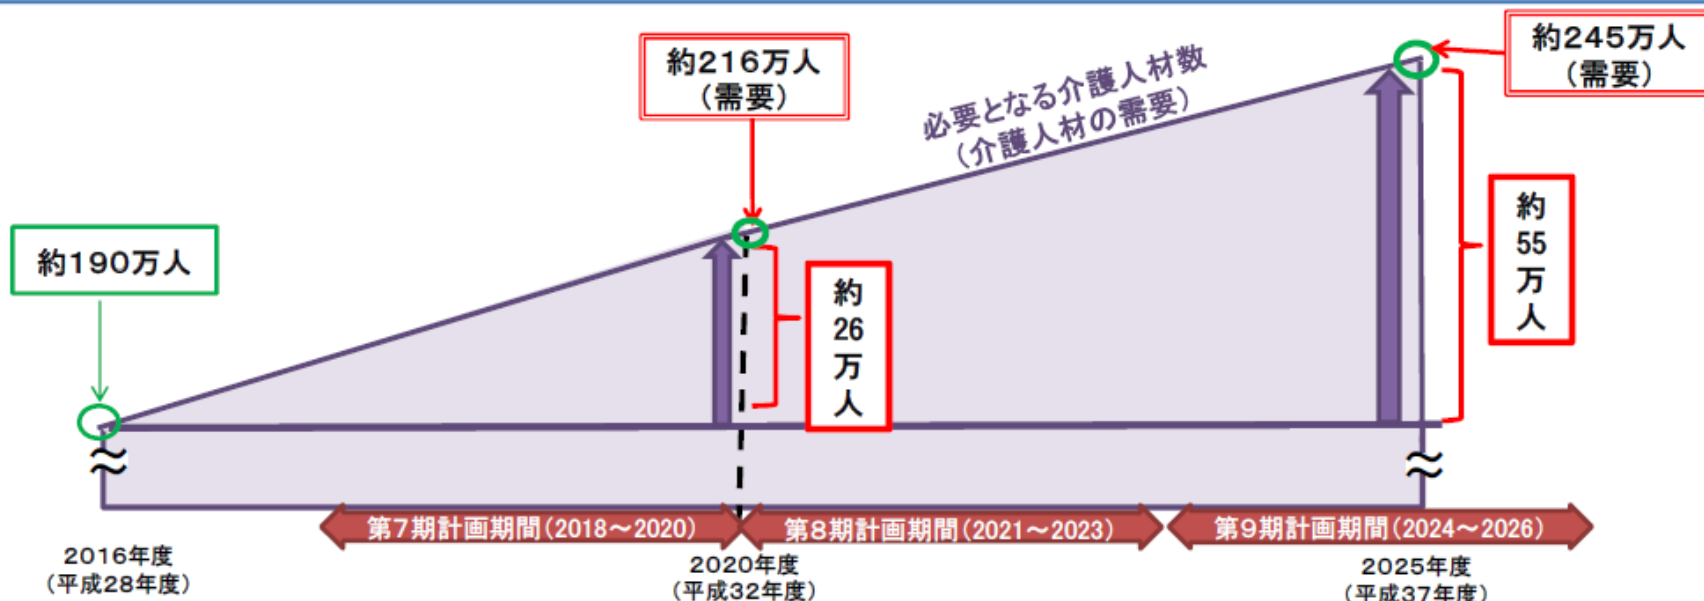 約245万人
（需要）
約216万人
（需要）
必要となる介護人材数
（介護人材の需要）
約190万人
約
26
万
人
約
55
万
人
第7期計画期間（2018～2020）
第8期計画期間（2021～2023）
第9期計画期間（2024～2026）
2016年度
（平成28年度）
2020年度
（平成32年度）
2025年度
（平成37年度）